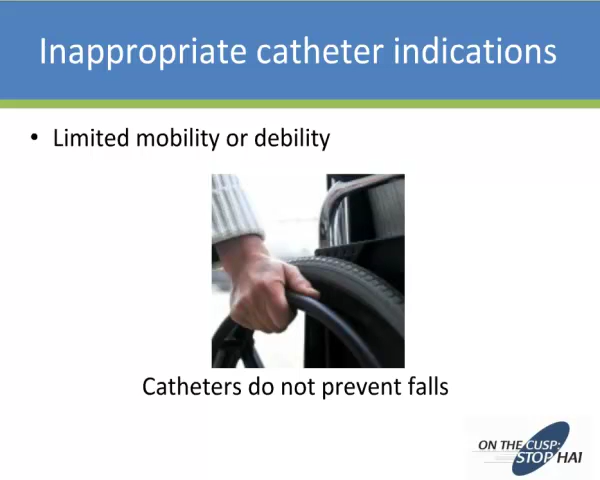 Inappropriate catheter indications
• Limited mobility or debility
Catheters do not prevent falls
ON THE CUSP:
STOP HAI